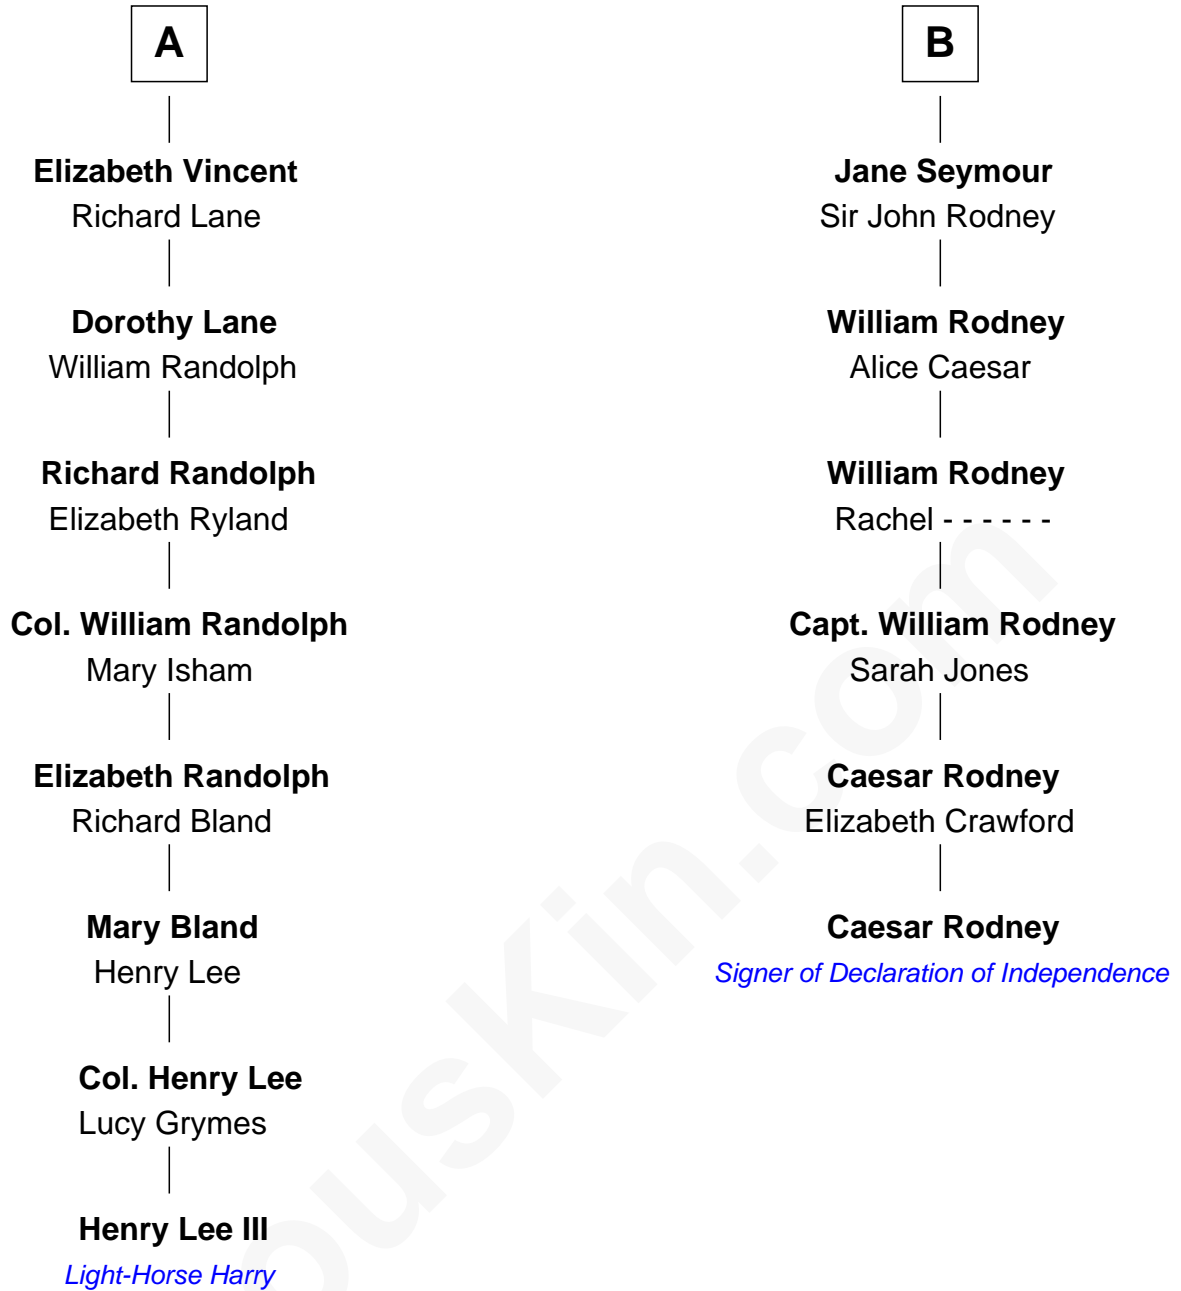 A
Elizabeth Vincent
Richard Lane
Dorothy Lane
William Randolph
Richard Randolph
Elizabeth Ryland
Col. William Randolph
Mary Isham
Elizabeth Randolph
Richard Bland
Mary Bland
Henry Lee
Col. Henry Lee
Lucy Grymes
Henry Lee III
Light-Horse Harry
B
Jane Seymour
Sir John Rodney
William Rodney
Alice Caesar
William Rodney
Rachel - - - - - -
Capt. William Rodney
Sarah Jones
Caesar Rodney
Elizabeth Crawford
Caesar Rodney
Signer of Declaration of Independence
ousKin.com